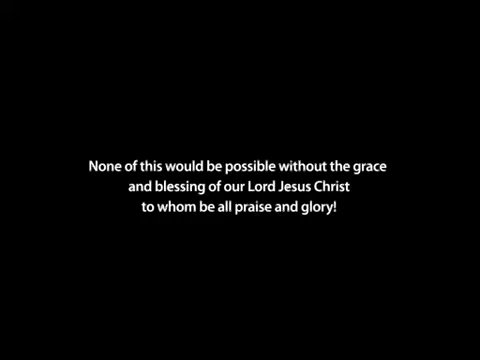 None of this would be possible without the grace
and blessing of our Lord Jesus Christ
to whom be all praise and glory!